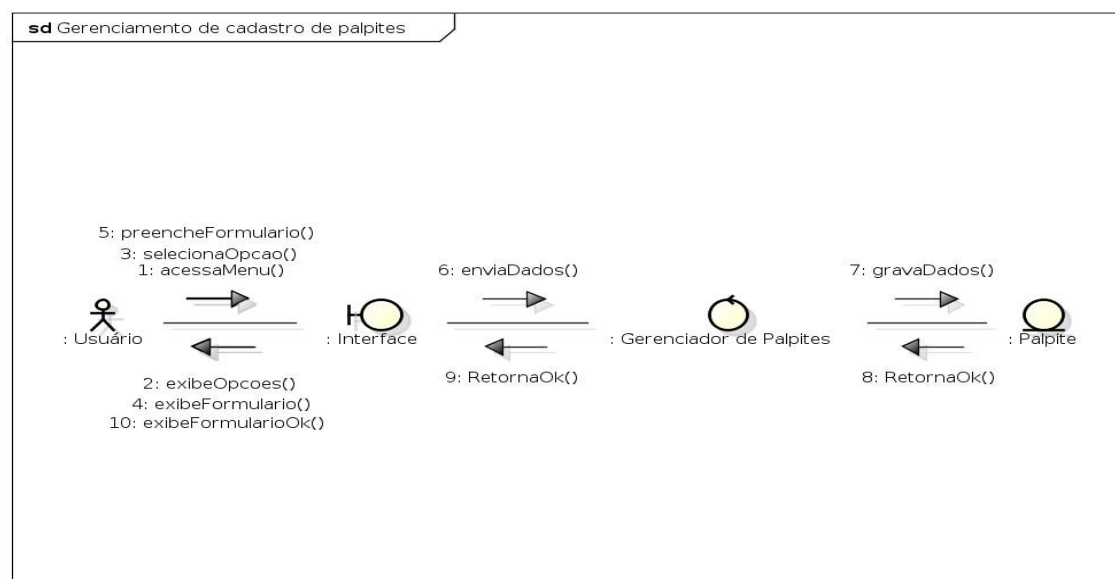 sd Gerenciamento de cadastro de palpites
5: preencheFormulario()
3: selecionaOpcao()
1: acessaMenu()
6: enviaDados()
7: gravaDados()
: Usuário
: Interface
: Gerenciador de Palpites
: Palpite
2: exibeOpcoes()
4: exibeFormulario()
10: exibeFormularioOk()
9: RetornaOk()
8: RetornaOk()